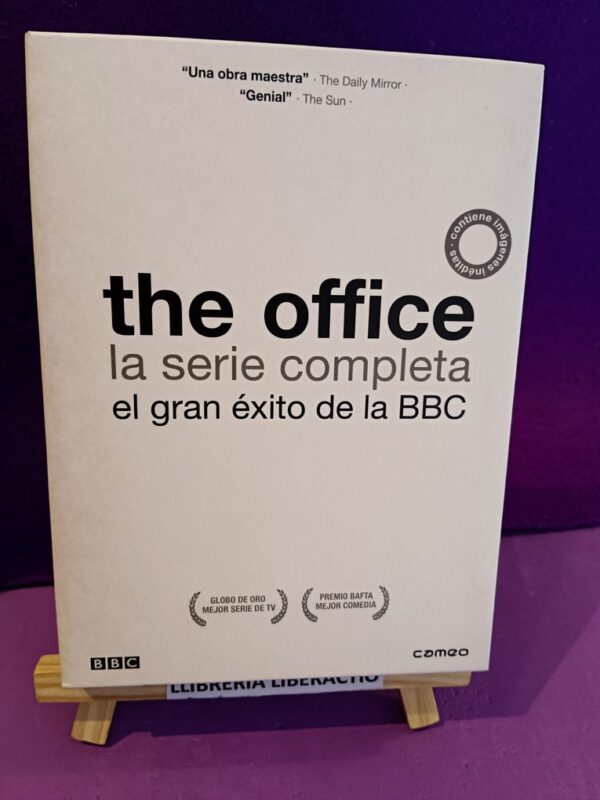 “Una obra maestra” · The Daily Mirror ·
“Genial” · The Sun ·
contiene imágenes inéditas ·
the office
la serie completa
el gran éxito de la BBC
GLOBO DE ORO
MEJOR SERIE DE TV
PREMIO BAFTA
MEJOR COMEDIA
BBC
cameo
LLIBRERIA LIBERACTIO